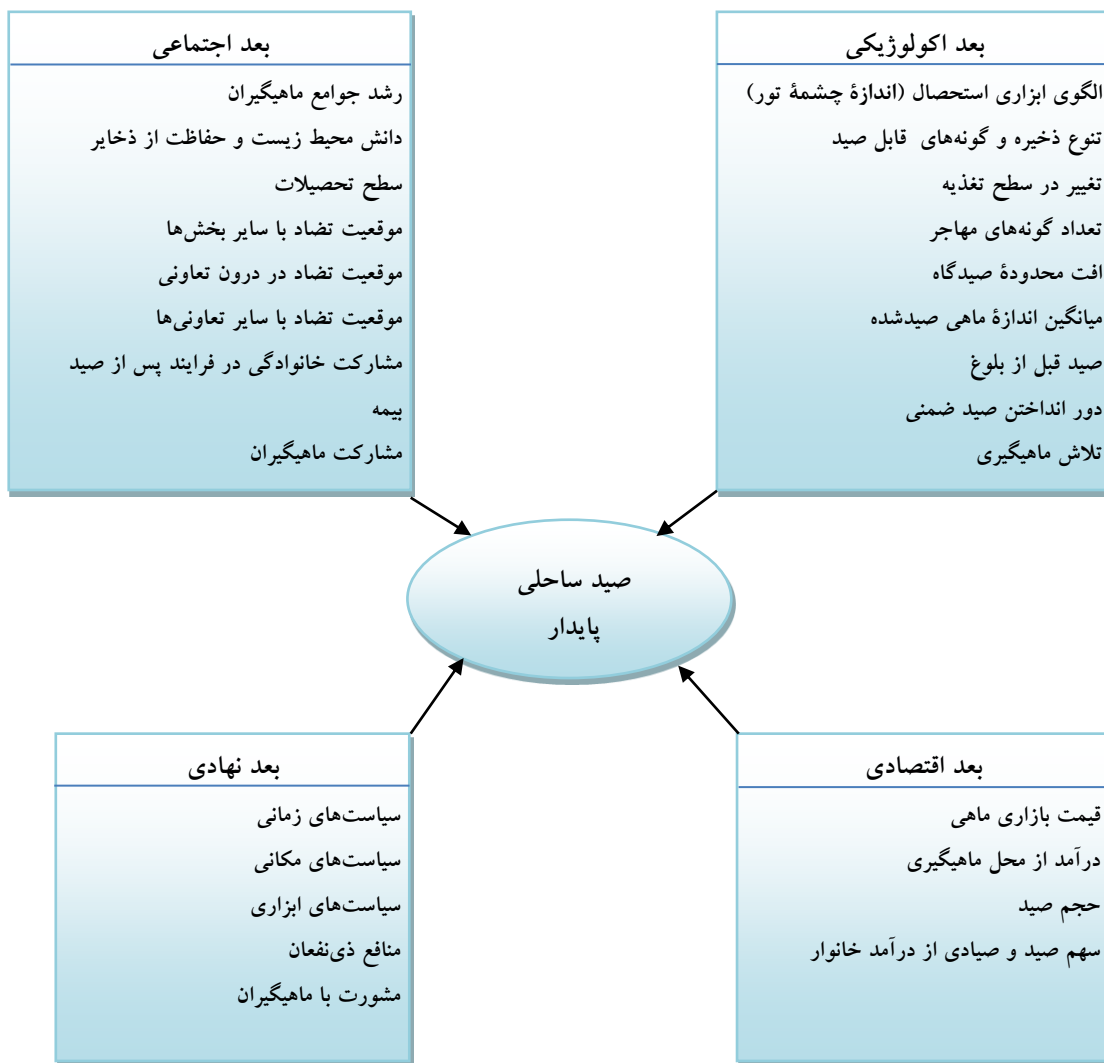 بعد اکولوژیکی
الگوی ابزاری استحصال (اندازۀ چشمۀ تور)
تنوع ذخیره و گونه‌های قابل صید
تغییر در سطح تغذیه
تعداد گونه‌های مهاجر
افت محدودۀ صیدگاه
میانگین اندازۀ ماهی صیدشده
صید قبل از بلوغ
دور انداختن صید ضمنی
تلاش ماهیگیری
بعد اجتماعی
رشد جوامع ماهیگیران
دانش محیط زیست و حفاظت از ذخایر
سطح تحصیلات
موقعیت تضاد با سایر بخش‌ها
موقعیت تضاد در درون تعاونی
موقعیت تضاد با سایر تعاونی‌ها
مشارکت خانوادگی در فرایند پس از صید
بیمه
مشارکت ماهیگیران
صید ساحلی
پایدار
بعد اقتصادی
قیمت بازاری ماهی
درآمد از محل ماهیگیری
حجم صید
سهم صید و صیادی از درآمد خانوار
بعد نهادی
سیاست‌های زمانی
سیاست‌های مکانی
سیاست‌های ابزاری
منافع ذی‌نفعان
مشورت با ماهیگیران